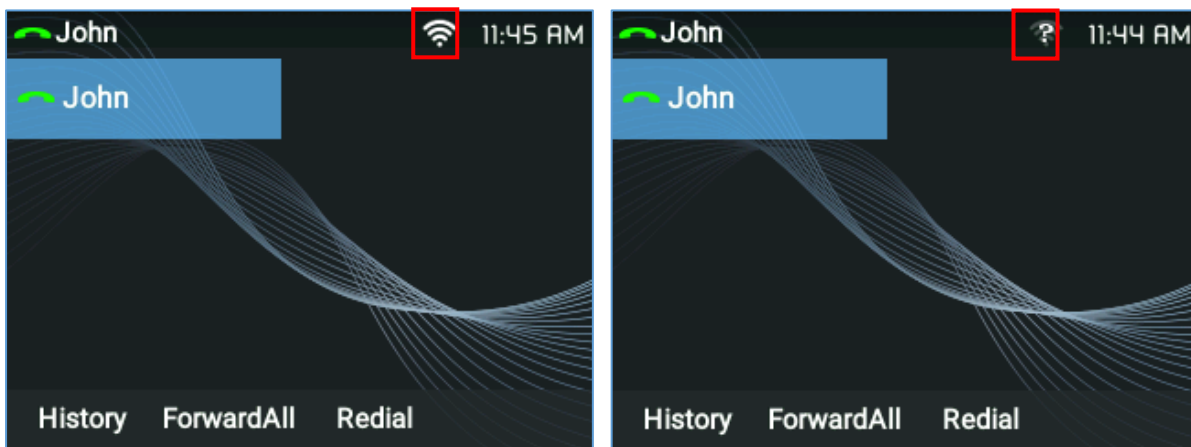 John 11:45 AM
John
History ForwardAll Redial
John ? 11:44 AM
John
History ForwardAll Redial